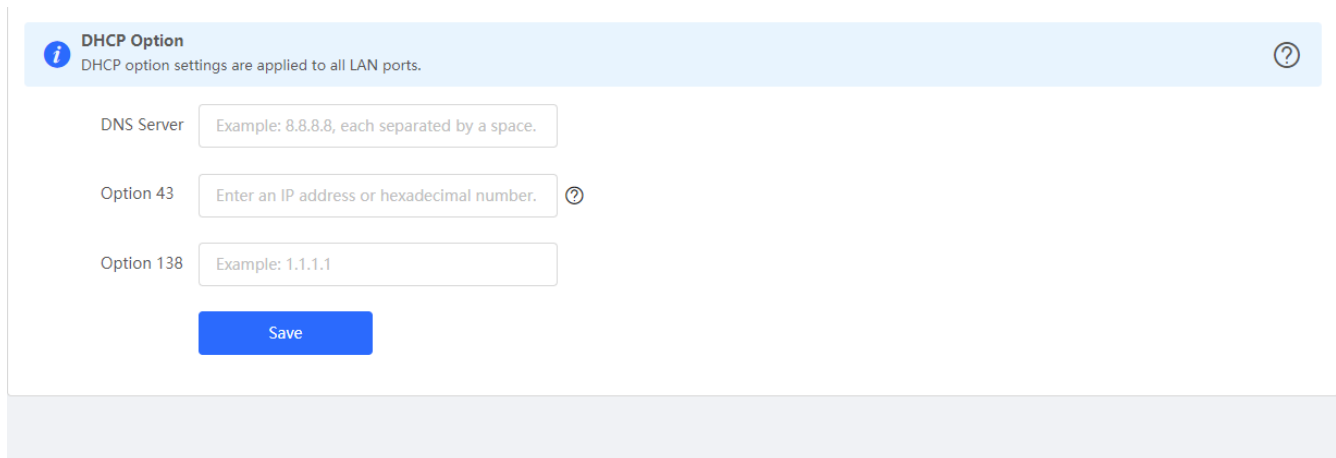 DHCP Option
DHCP option settings are applied to all LAN ports.
DNS Server Example: 8.8.8.8, each separated by a space.
Option 43 Enter an IP address or hexadecimal number.
Option 138 Example: 1.1.1.1
Save